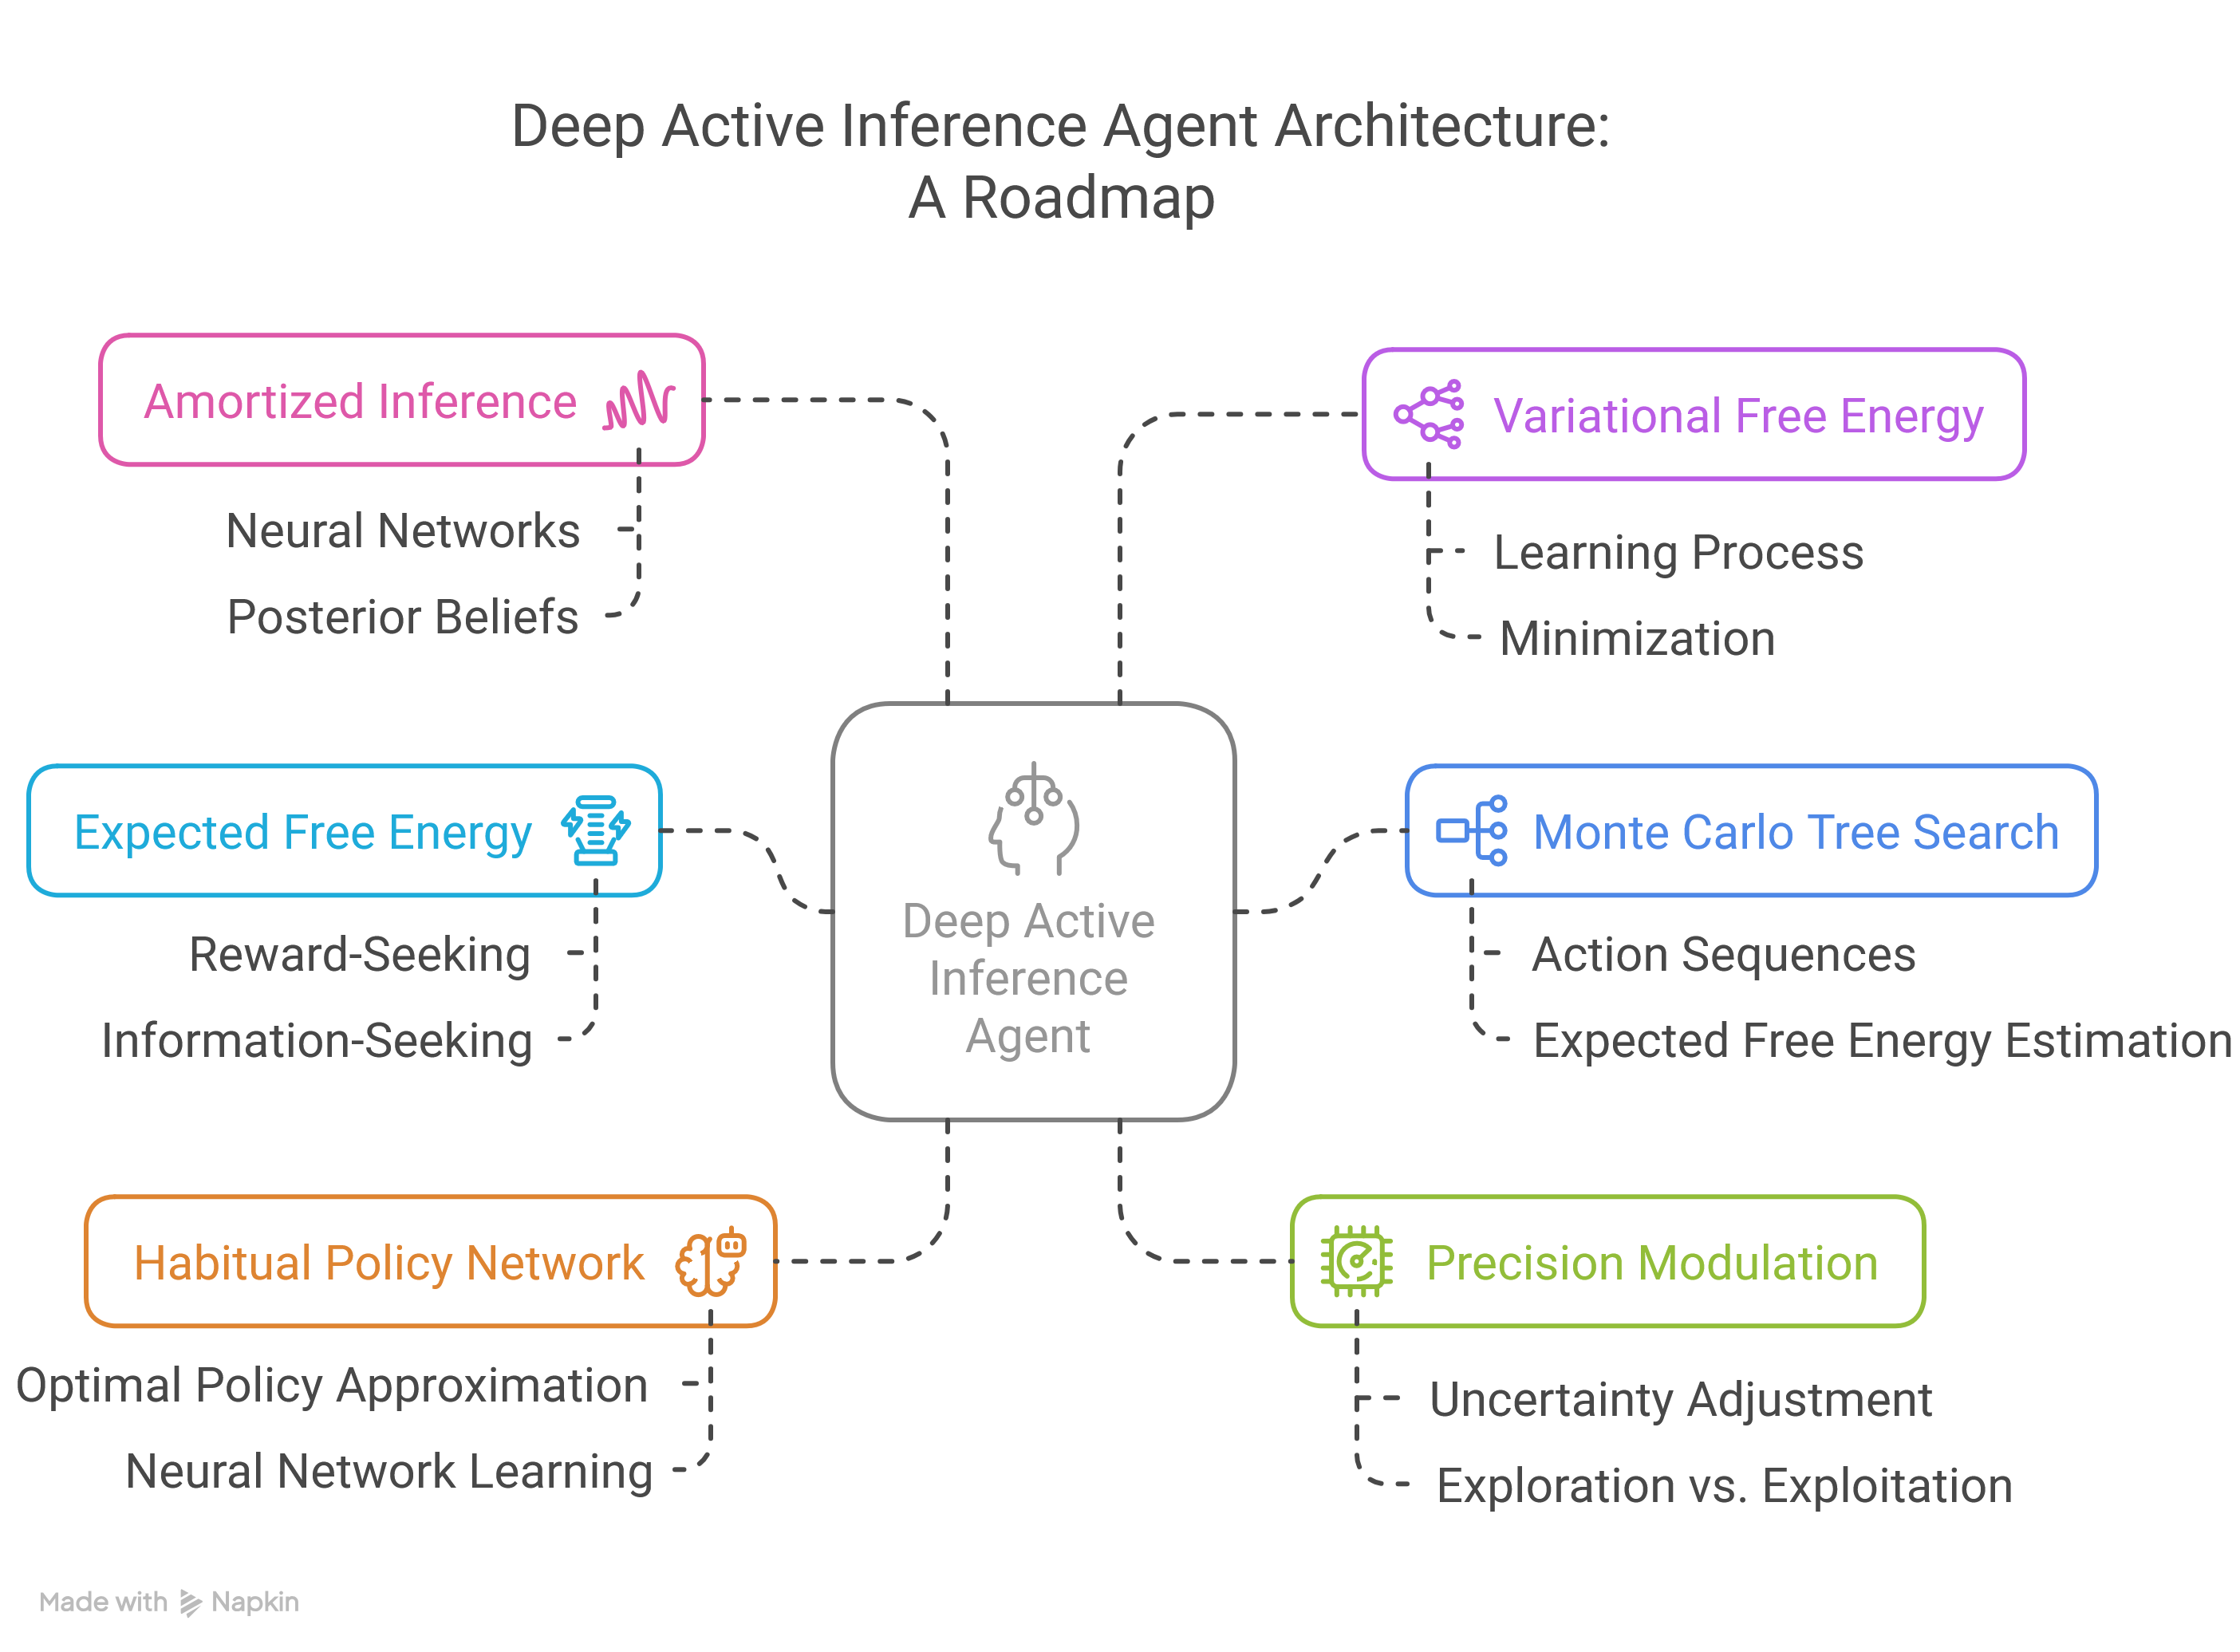 Deep Active Inference Agent Architecture:
A Roadmap
Amortized Inference
Neural Networks
Posterior Beliefs
Variational Free Energy
Learning Process
Minimization
Expected Free Energy
Reward-Seeking
Information-Seeking
Deep Active
Inference
Agent
Monte Carlo Tree Search
Action Sequences
Expected Free Energy Estimation
Habitual Policy Network
Optimal Policy Approximation
Neural Network Learning
Precision Modulation
Uncertainty Adjustment
Exploration vs. Exploitation
Made with Napkin